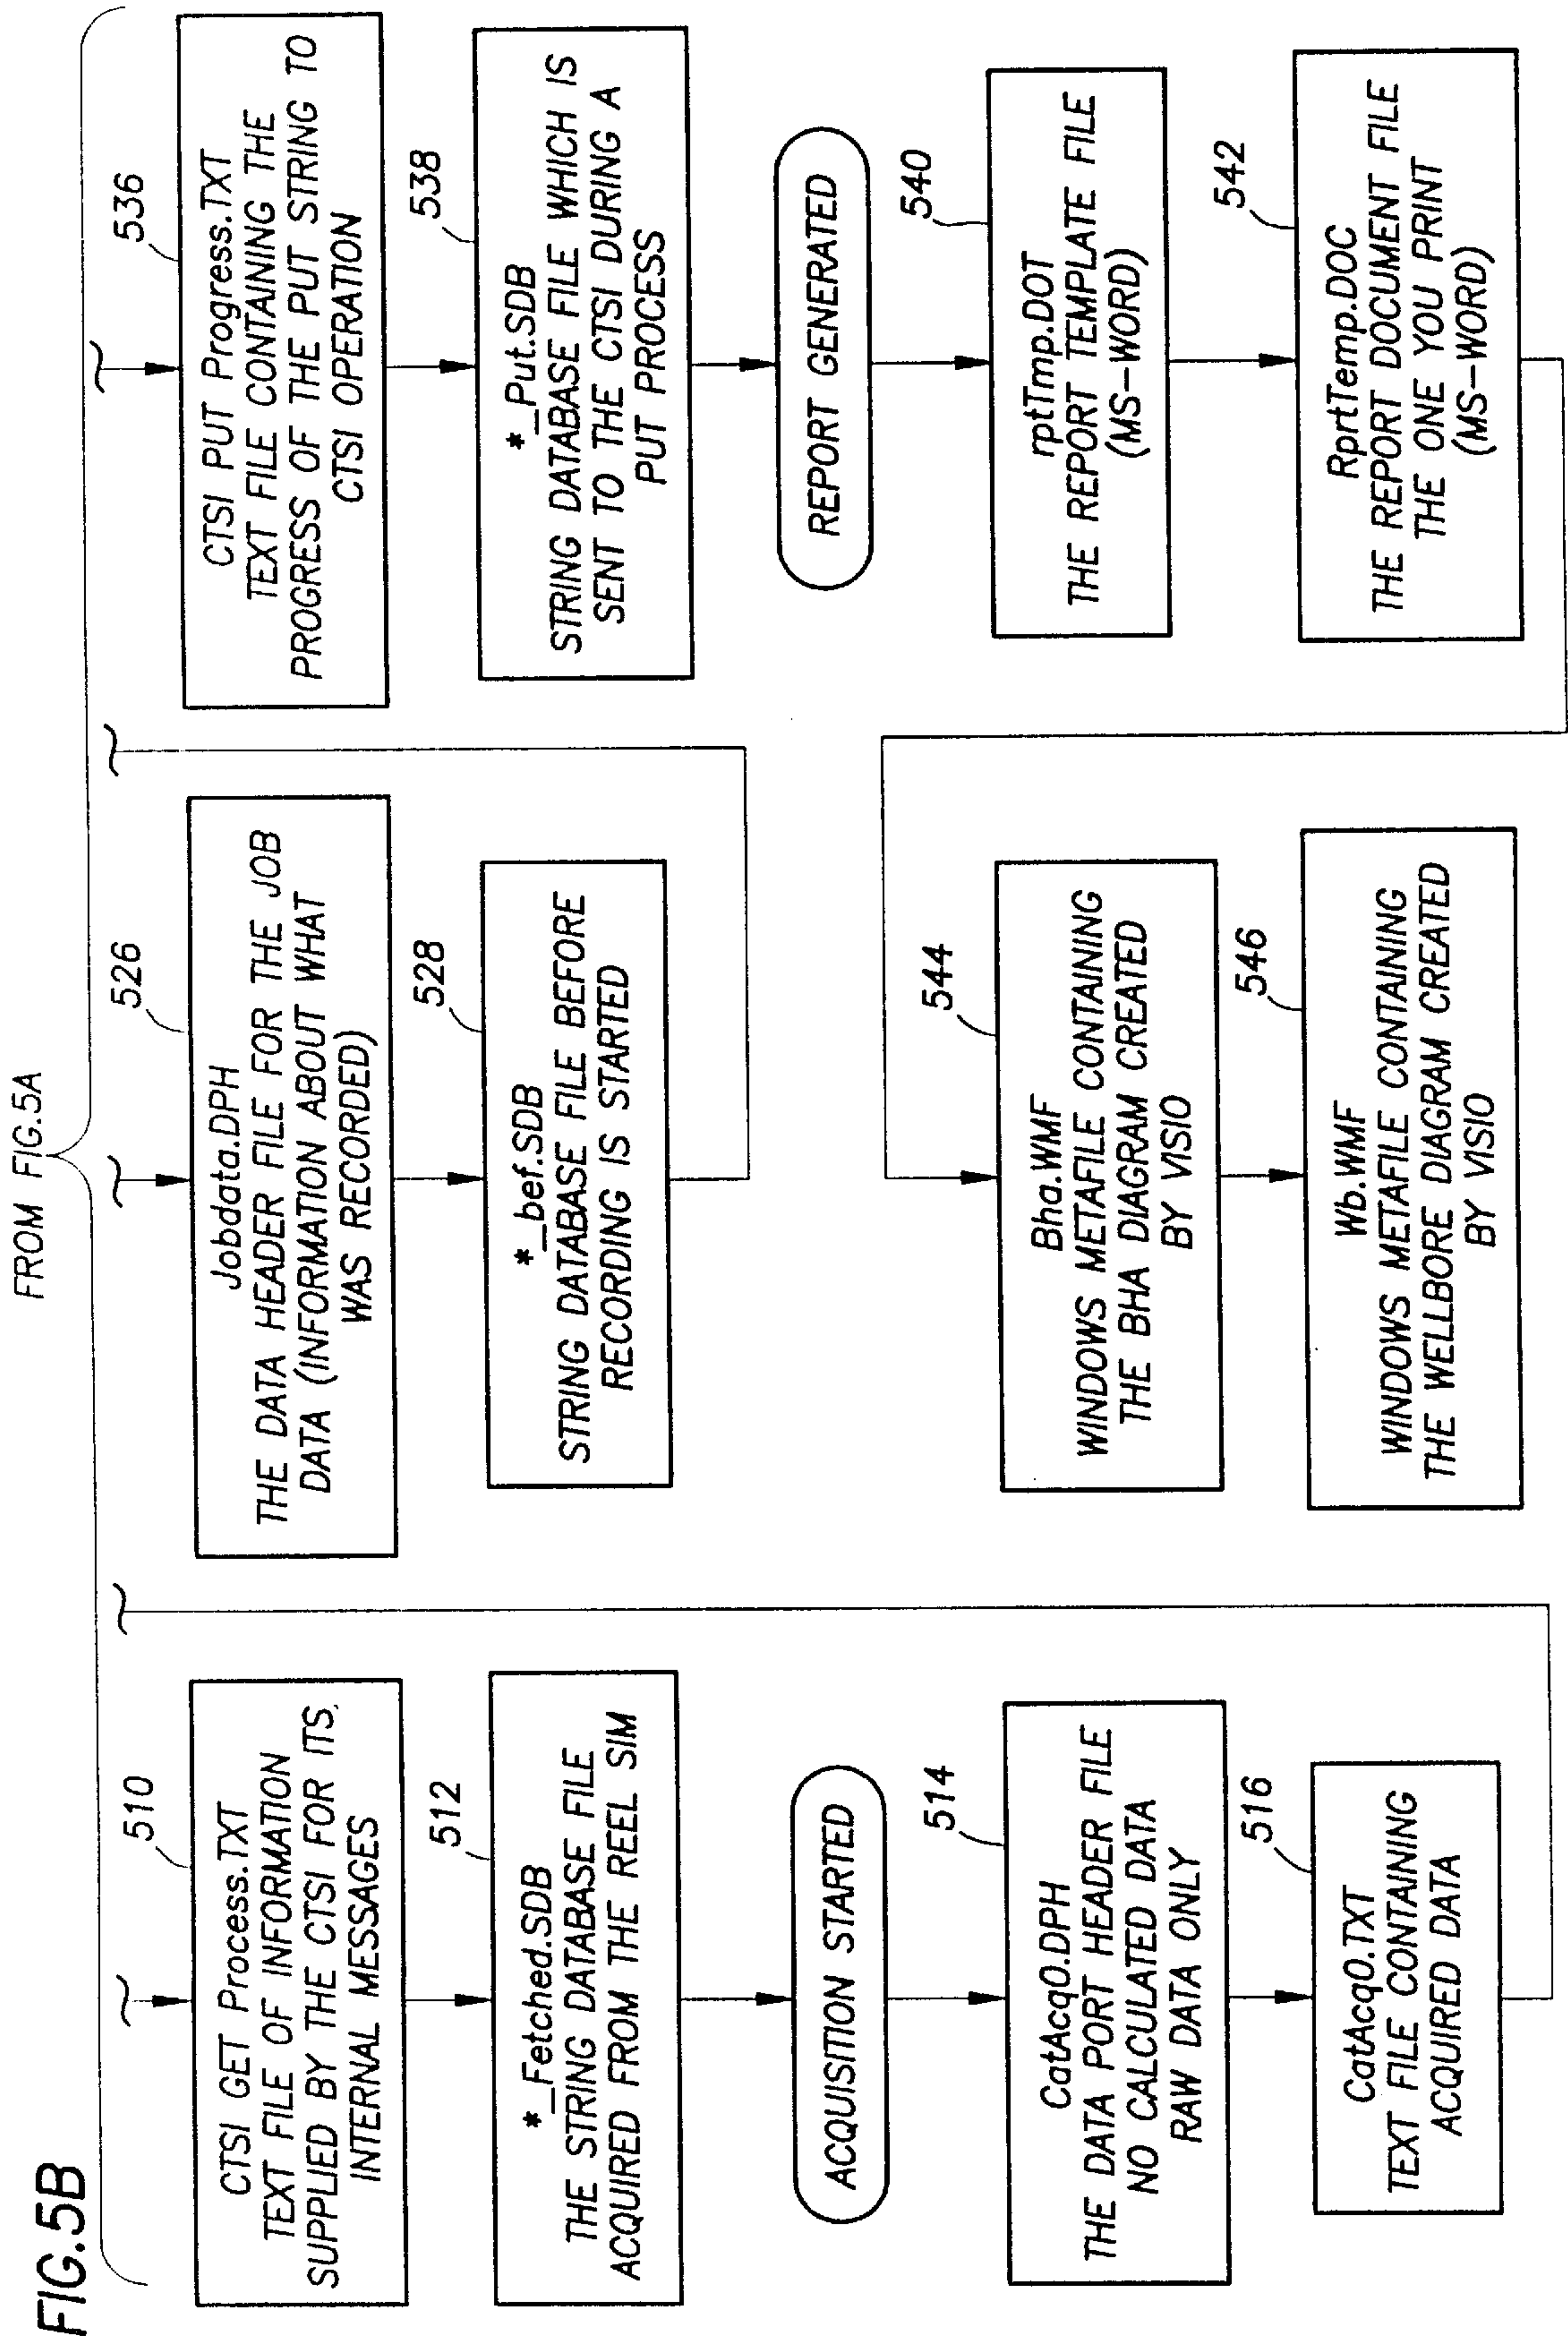 FIG.5B
FROM FIG.5A
510
CTSI GET Process.TXT
TEXT FILE OF INFORMATION
SUPPLIED BY THE CTSI FOR ITS
INTERNAL MESSAGES
512
*_Fetched.SDB
THE STRING DATABASE FILE
ACQUIRED FROM THE REEL SIM
ACQUISITION STARTED
514
CatAcq0.DPH
THE DATA PORT HEADER FILE
NO CALCULATED DATA
RAW DATA ONLY
516
CatAcq0.TXT
TEXT FILE CONTAINING
ACQUIRED DATA
526
Jobdata.DPH
THE DATA HEADER FILE FOR THE JOB
DATA (INFORMATION ABOUT WHAT
WAS RECORDED)
528
*_bef.SDB
STRING DATABASE FILE BEFORE
RECORDING IS STARTED
536
CTSI PUT Progress.TXT
TEXT FILE CONTAINING THE
PROGRESS OF THE PUT STRING TO
CTSI OPERATION
538
*_Put.SDB
STRING DATABASE FILE WHICH IS
SENT TO THE CTSI DURING A
PUT PROCESS
REPORT GENERATED
540
rptTmp.DOT
THE REPORT TEMPLATE FILE
(MS-WORD)
542
RprtTemp.DOC
THE REPORT DOCUMENT FILE
THE ONE YOU PRINT
(MS-WORD)
544
Bha.WMF
WINDOWS METAFILE CONTAINING
THE BHA DIAGRAM CREATED
BY VISIO
546
Wb.WMF
WINDOWS METAFILE CONTAINING
THE WELLBORE DIAGRAM CREATED
BY VISIO